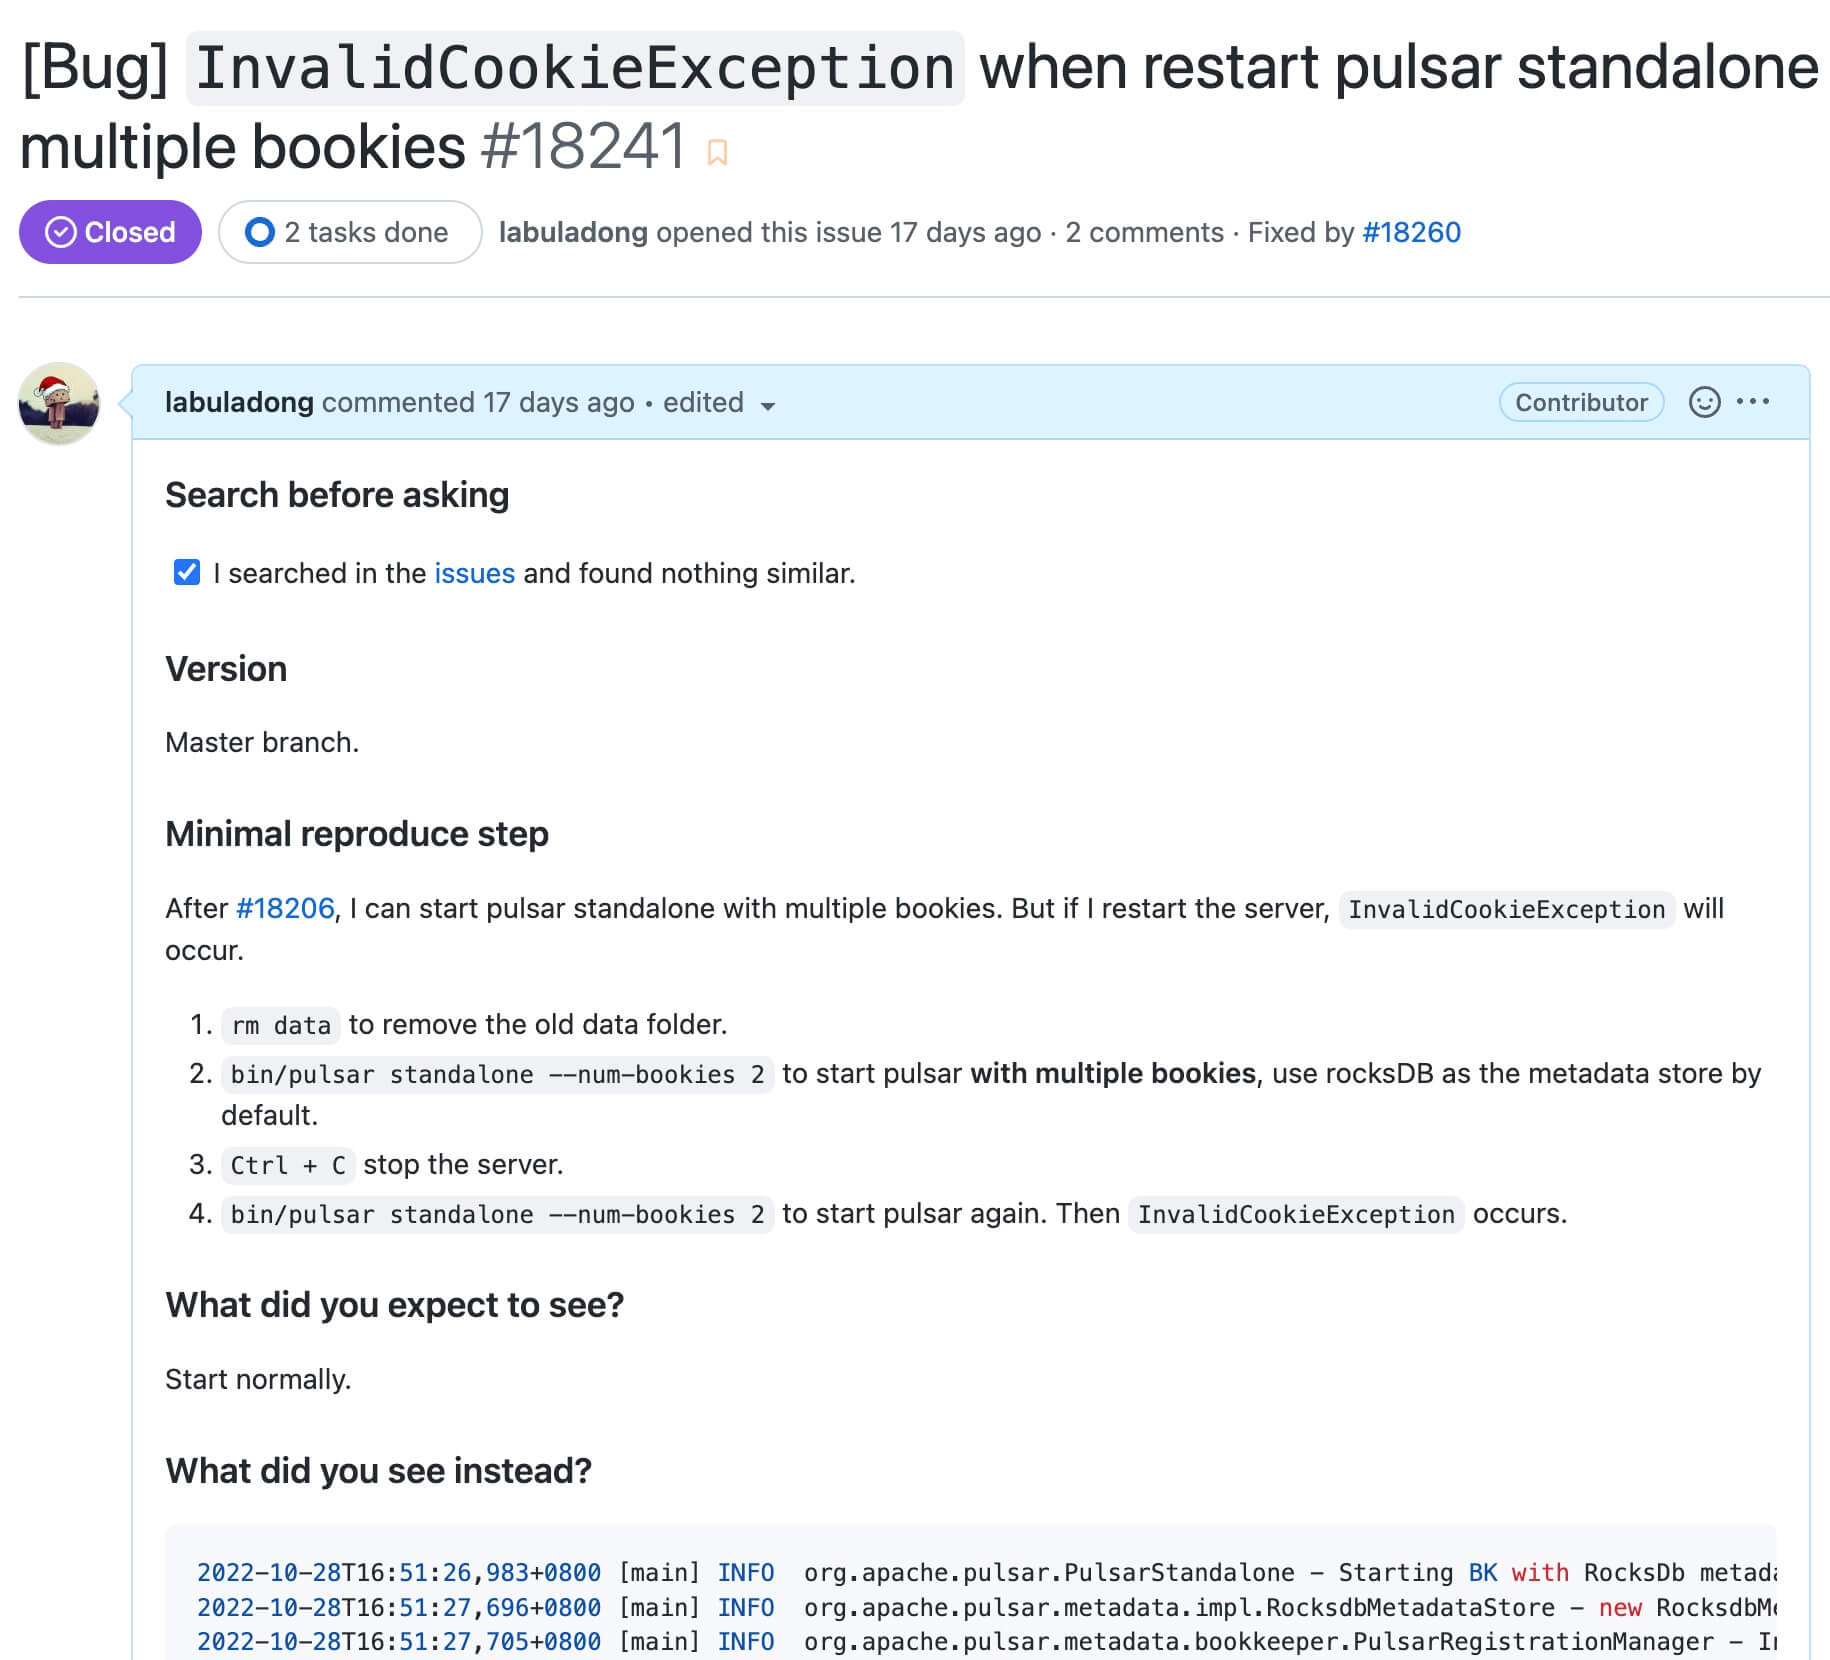 [Bug] InvalidCookieException when restart pulsar standalone
multiple bookies #18241
Closed 2 tasks done labuladong opened this issue 17 days ago · 2 comments · Fixed by #18260
labuladong commented 17 days ago • edited Contributor
Search before asking
I searched in the issues and found nothing similar.
Version
Master branch.
Minimal reproduce step
After #18206, I can start pulsar standalone with multiple bookies. But if I restart the server, InvalidCookieException will
occur.
1. rm data to remove the old data folder.
2. bin/pulsar standalone --num-bookies 2 to start pulsar with multiple bookies, use rocksDB as the metadata store by
default.
3. Ctrl + C stop the server.
4. bin/pulsar standalone --num-bookies 2 to start pulsar again. Then InvalidCookieException occurs.
What did you expect to see?
Start normally.
What did you see instead?
2022-10-28T16:51:26,983+0800 [main] INFO  org.apache.pulsar.PulsarStandalone - Starting BK with RocksDb
2022-10-28T16:51:27,696+0800 [main] INFO  org.apache.pulsar.metadata.impl.RocksdbMetadataStore - new
2022-10-28T16:51:27,705+0800 [main] INFO  org.apache.pulsar.metadata.bookkeeper.PulsarRegistrationManager -